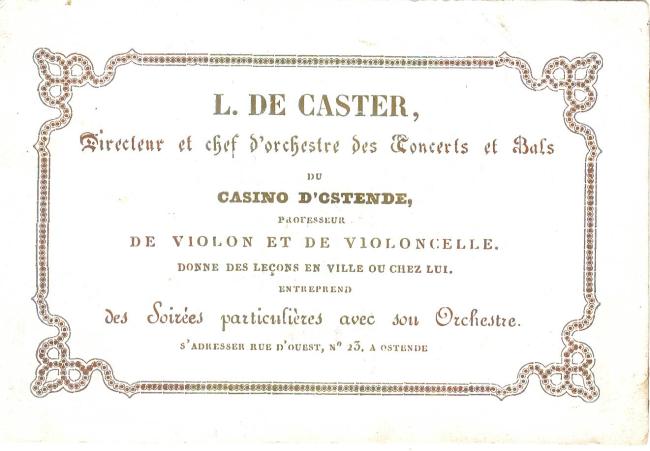 L. DE CASTER,
Directeur et chef d'orchestre des Concerts et Bals
DU
CASINO D'OSTENDE,
PROFESSEUR
DE VIOLON ET DE VIOLONCELLE.
DONNE DES LEÇONS EN VILLE OU CHEZ LUI.
ENTREPREND
des Soirées particulières avec son Orchestre.
S'ADRESSER RUE D'OUEST, Nº 23, A OSTENDE